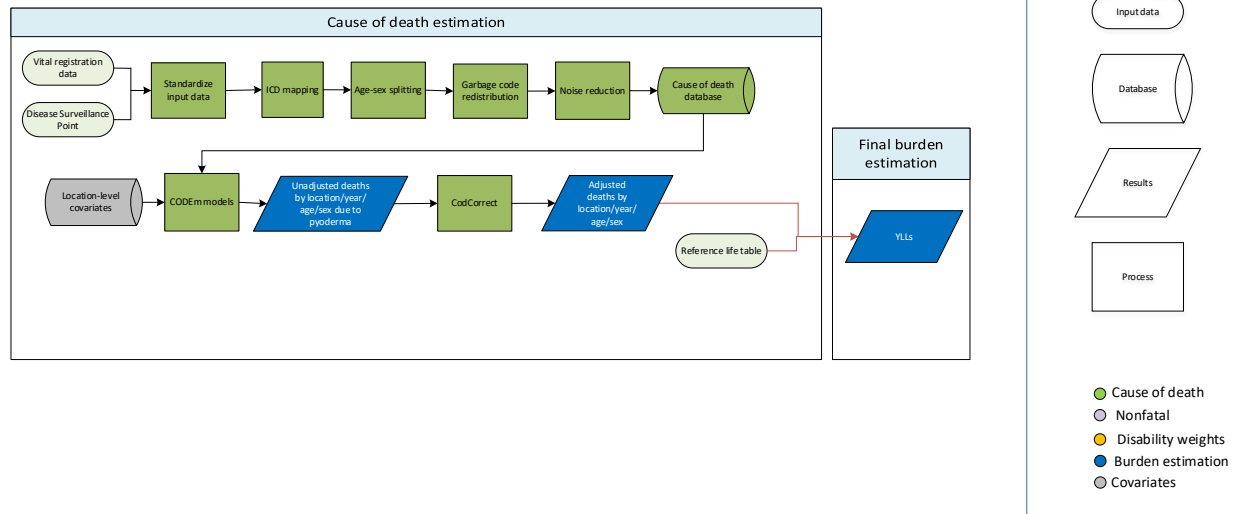 Cause of death estimation
Vital registration
data
Disease Surveillance
Point
Standardize
input data
ICD mapping
Age-sex splitting
Garbage code
redistribution
Noise reduction
Cause of death
database
Location-level
covariates
CODEm models
Unadjusted deaths
by location/year/
age/sex due to
pyoderma
CodCorrect
Adjusted
deaths by
location/year/
age/sex
Reference life table
Final burden
estimation
YLLs
Input data
Database
Results
Process
Cause of death
Nonfatal
Disability weights
Burden estimation
Covariates